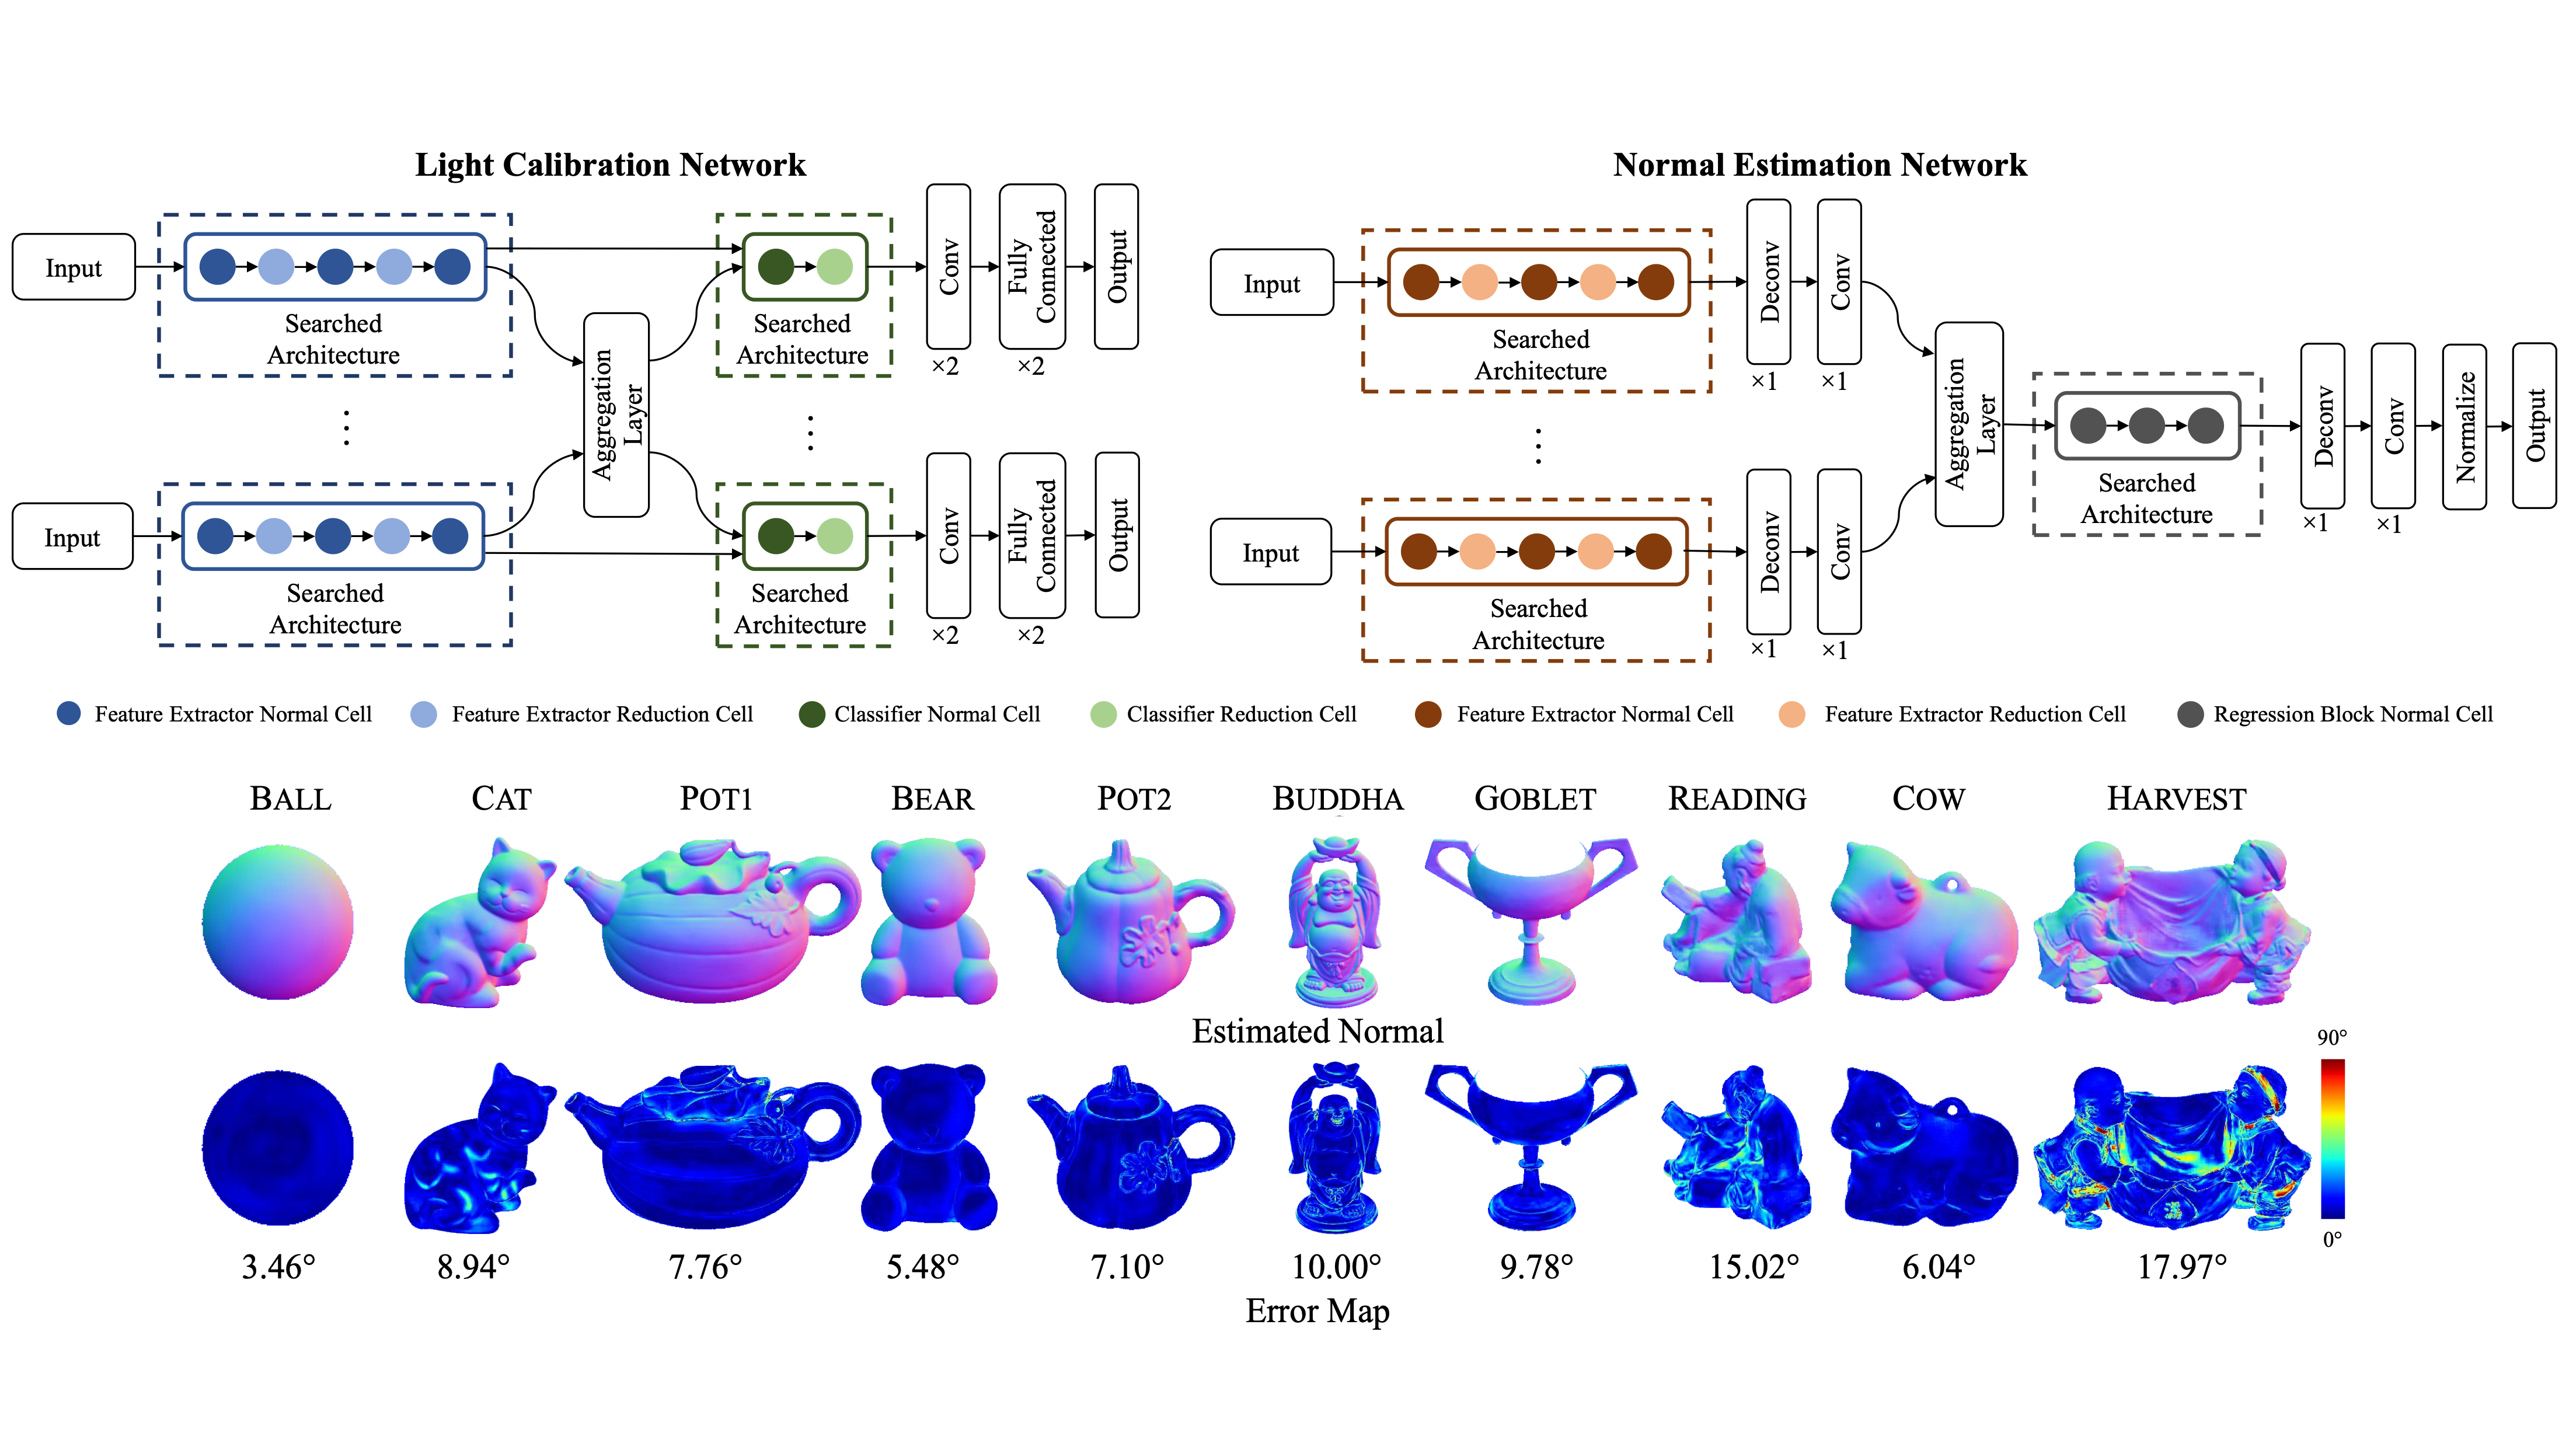 Light Calibration Network
Input
Searched
Architecture
Aggregation
Layer
Searched
Architecture
Conv
×2
Fully
Connected
×2
Output
Input
Searched
Architecture
Searched
Architecture
Conv
×2
Fully
Connected
×2
Output
Normal Estimation Network
Input
Searched
Architecture
Deconv
×1
Conv
×1
Input
Searched
Architecture
Deconv
×1
Conv
×1
Aggregation
Layer
Searched
Architecture
Deconv
×1
Conv
×1
Normalize
Output
Feature Extractor Normal Cell
Feature Extractor Reduction Cell
Classifier Normal Cell
Classifier Reduction Cell
Feature Extractor Normal Cell
Feature Extractor Reduction Cell
Regression Block Normal Cell
BALL CAT POT1 BEAR POT2 BUDDHA GOBLET READING COW HARVEST
Estimated Normal
90°
0°
3.46° 8.94° 7.76° 5.48° 7.10° 10.00° 9.78° 15.02° 6.04° 17.97°
Error Map